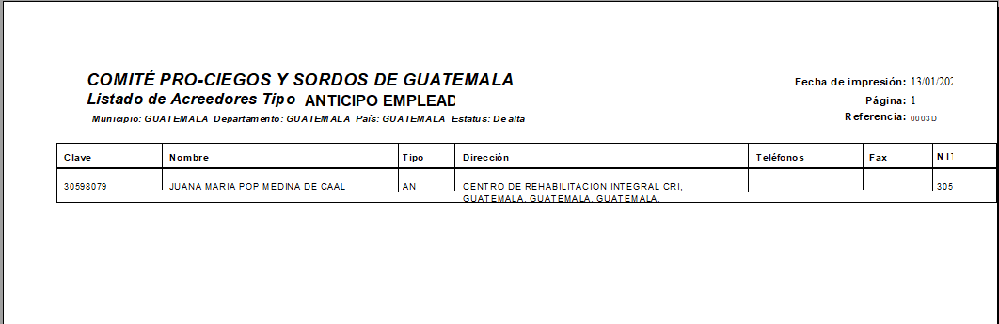 COMITÉ PRO-CIEGOS Y SORDOS DE GUATEMALA
Fecha de impresión: 13/01/202
Listado de Acreedores Tipo ANTICIPO EMPLEAD
Página: 1
Municipio: GUATEMALA Departamento: GUATEMALA País: GUATEMALA Estatus: De alta
Referencia: 0003D
Clave Nombre Tipo Dirección Teléfonos Fax NIT
30598079 JUANA MARIA POP MEDINA DE CAAL AN CENTRO DE REHABILITACION INTEGRAL CRI, 305
GUATEMALA, GUATEMALA, GUATEMALA.